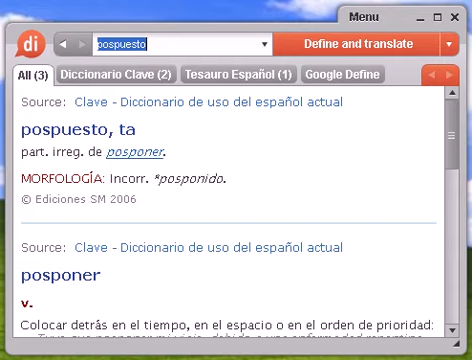 Menu
di
pospuesto
Define and translate
All (3)
Diccionario Clave (2)
Tesauro Español (1)
Google Define
Source: Clave - Diccionario de uso del español actual
pospuesto, ta
part. irreg. de posponer.
MORFOLOGÍA: Incorr. *posponido.
© Ediciones SM 2006
Source: Clave - Diccionario de uso del español actual
posponer
v.
Colocar detrás en el tiempo, en el espacio o en el orden de prioridad: